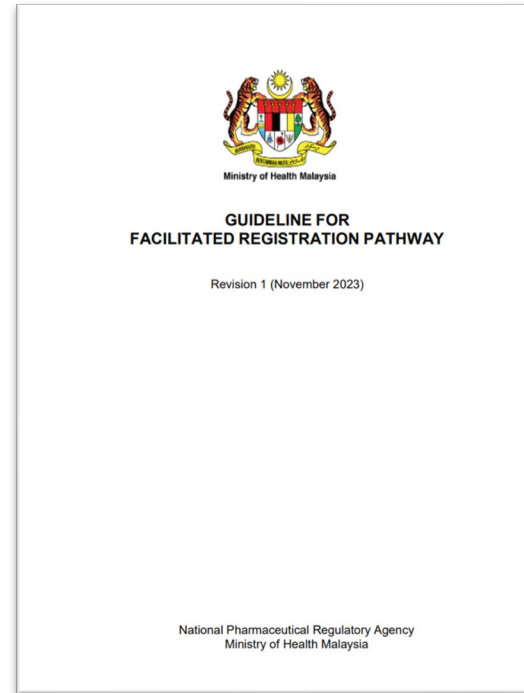 Ministry of Health Malaysia
GUIDELINE FOR
FACILITATED REGISTRATION PATHWAY
Revision 1 (November 2023)
National Pharmaceutical Regulatory Agency
Ministry of Health Malaysia